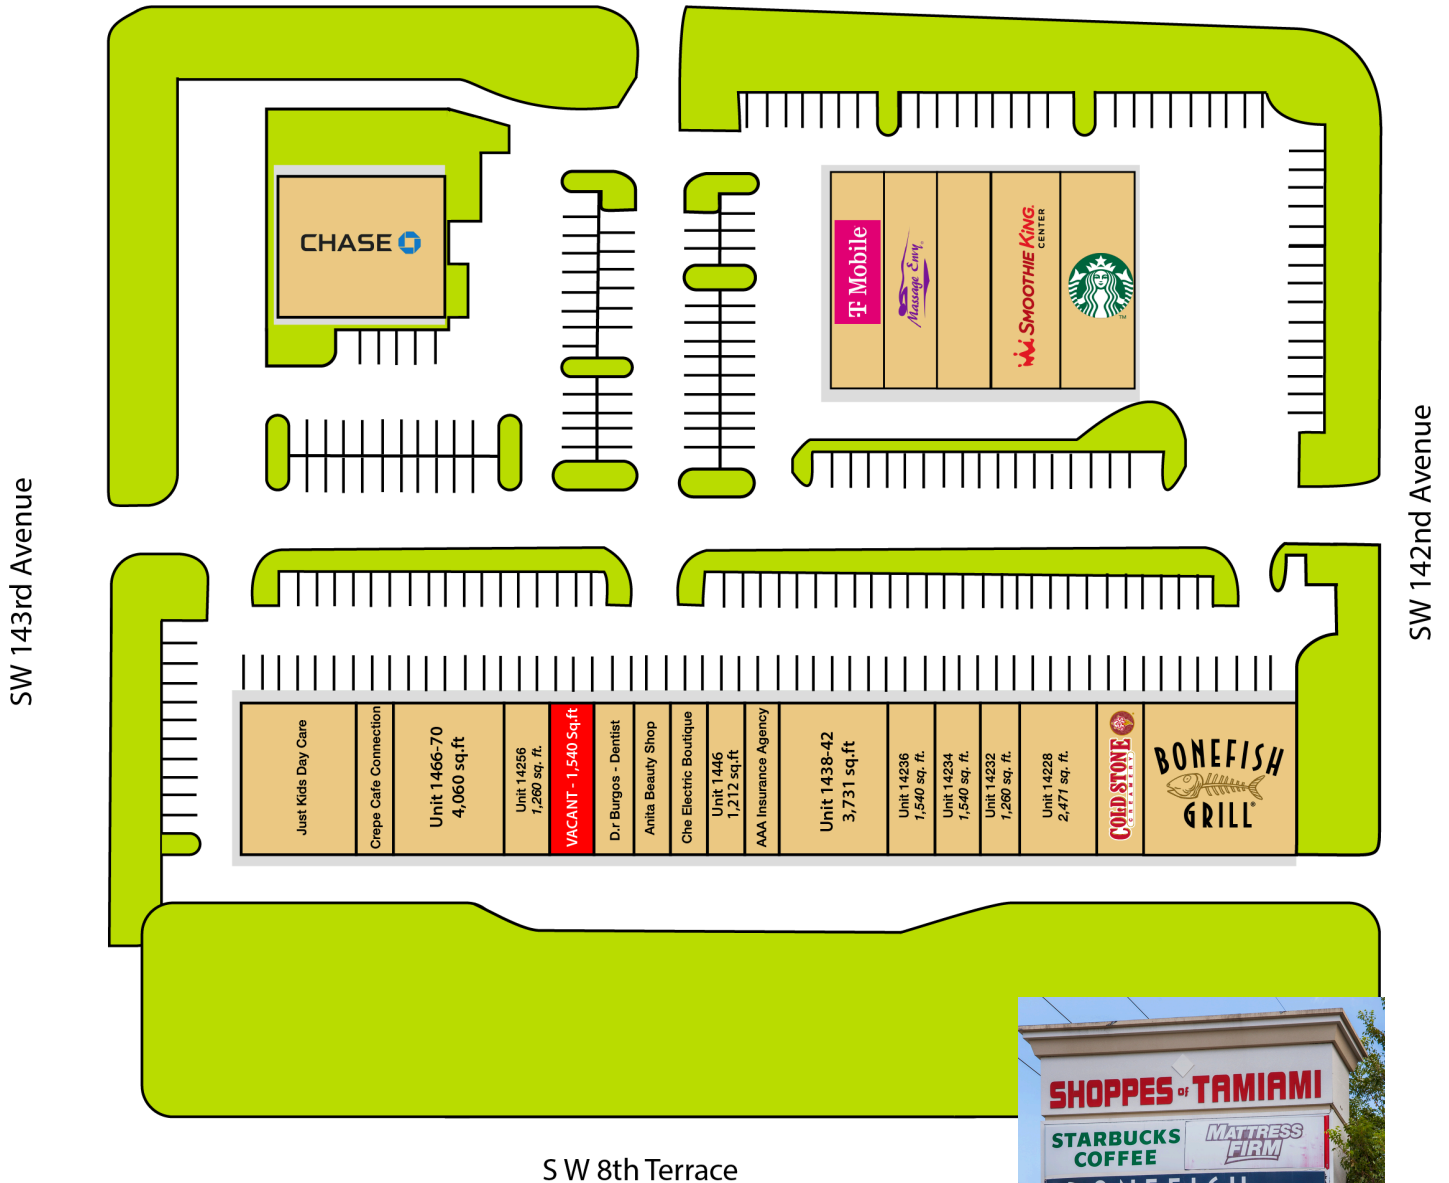 CHASE
T Mobile
Massage Envy
SMOOTHIE KING.
CENTER
TM
SW 143rd Avenue
SW 142nd Avenue
Just Kids Day Care
Crepe Cafe Connection
Unit 1466-70
4,060 sq.ft
Unit 14256
1,260 sq. ft.
VACANT - 1,540 Sq.ft
D.r Burgos - Dentist
Anita Beauty Shop
Che Electric Boutique
Unit 1446
1,212 sq.ft
AAA Insurance Agency
Unit 1438-42
3,731 sq.ft
Unit 14236
1,540 sq. ft.
Unit 14234
1,540 sq. ft.
Unit 14232
1,260 sq. ft.
Unit 14228
2,471 sq. ft.
COLD STONE
CREAMERY
BONEFISH
GRILL®
SHOPPES OF TAMIAMI
STARBUCKS
COFFEE
MATTRESS
FIRM
BONEFISH
S W 8th Terrace